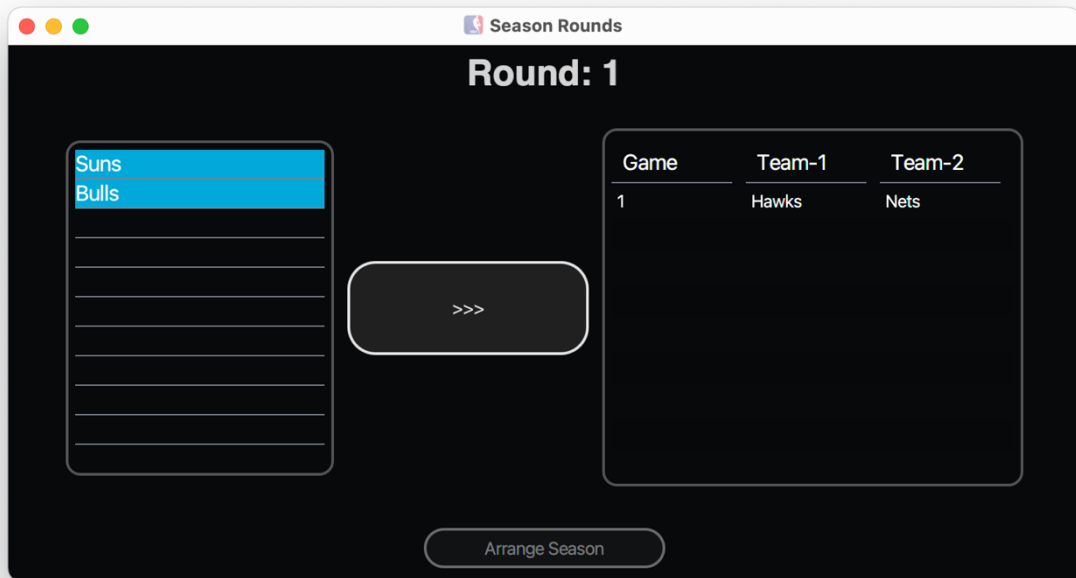 Season Rounds
Round: 1
Suns
Bulls
>>>
Game Team-1 Team-2
1 Hawks Nets
Arrange Season